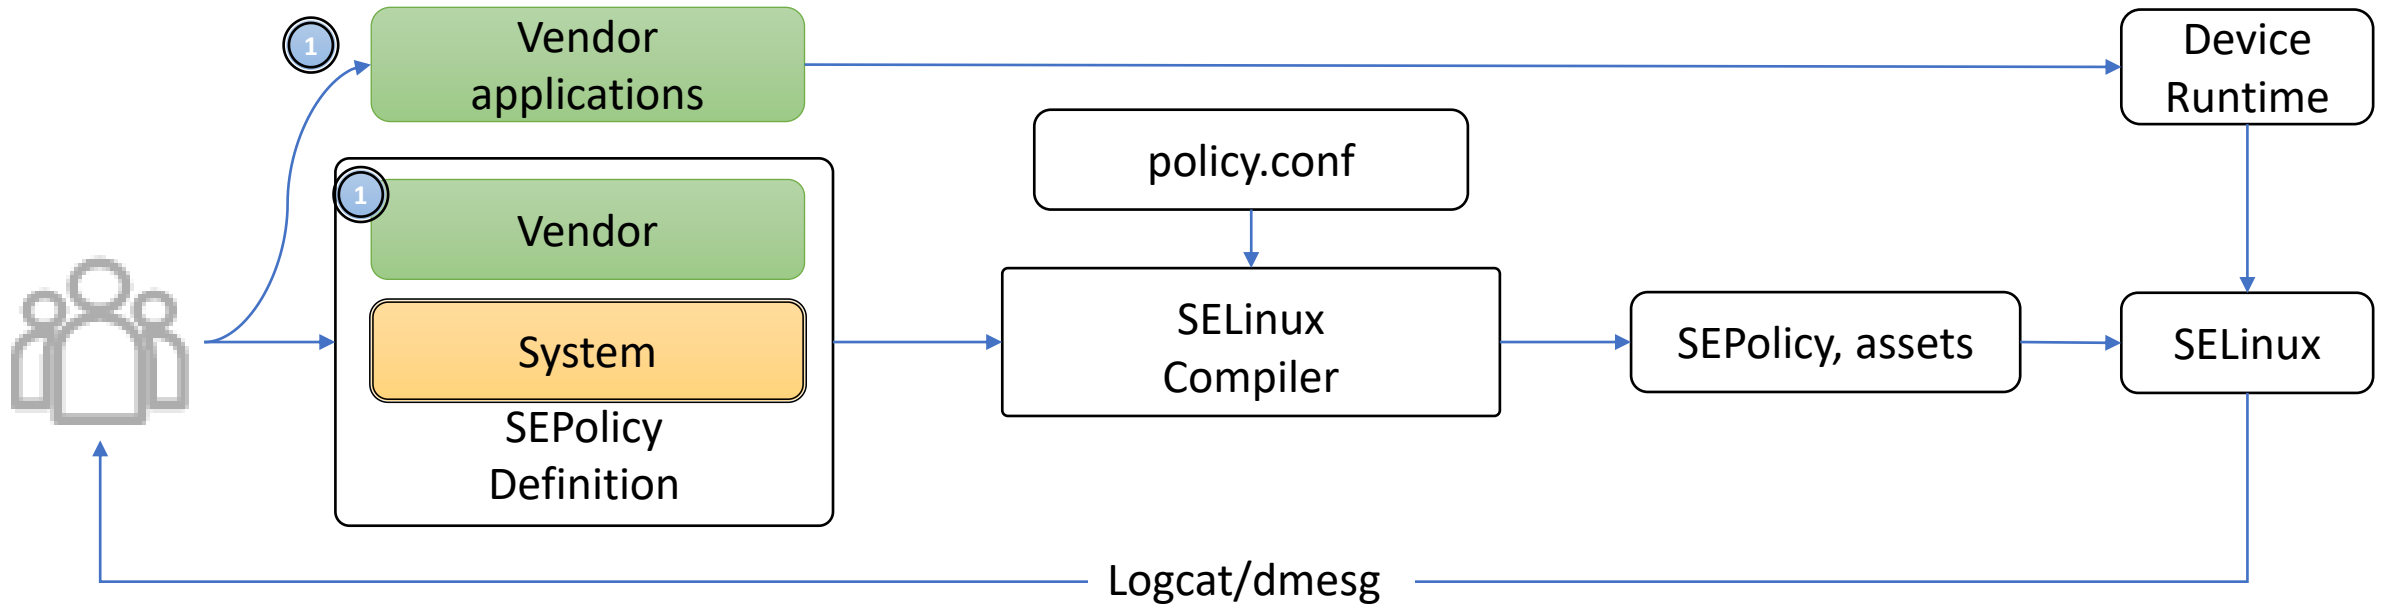 1
Vendor
applications
Device
Runtime
policy.conf
1
Vendor
System
SEPolicy
Definition
SELinux
Compiler
SEPolicy, assets
SELinux
Logcat/dmesg